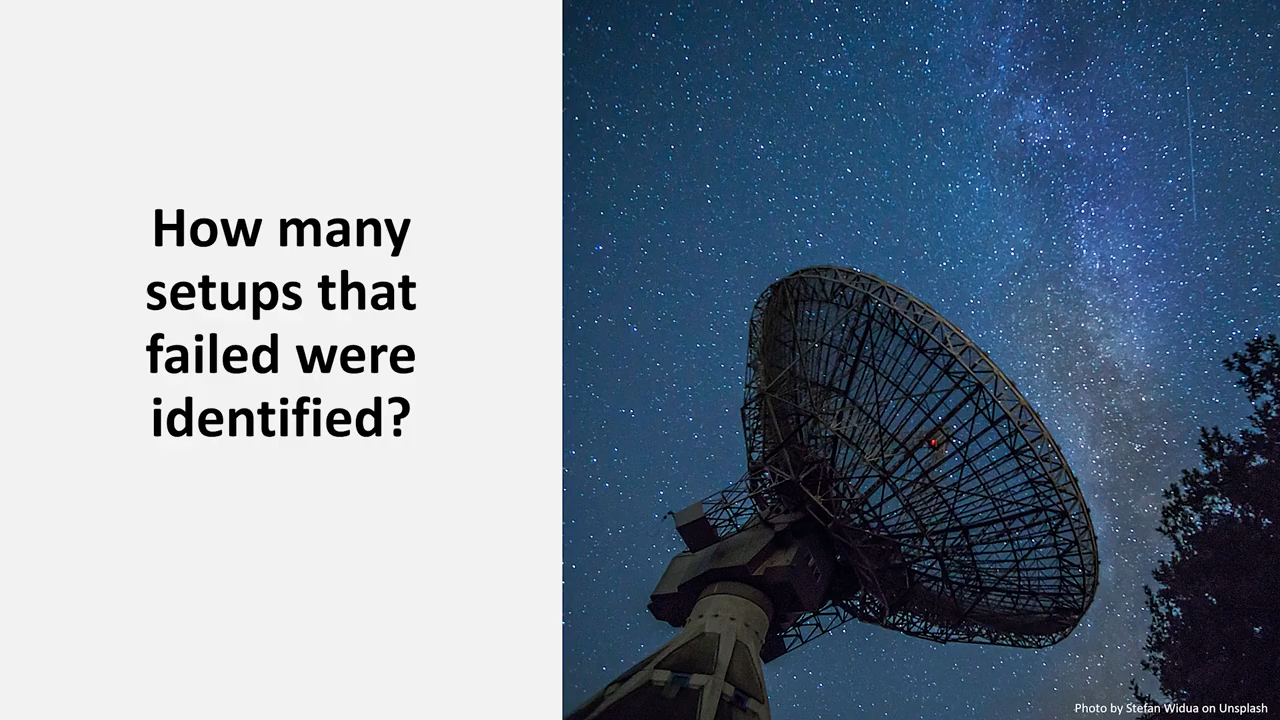 How many
setups that
failed were
identified?
Photo by Stefan Widua on Unsplash